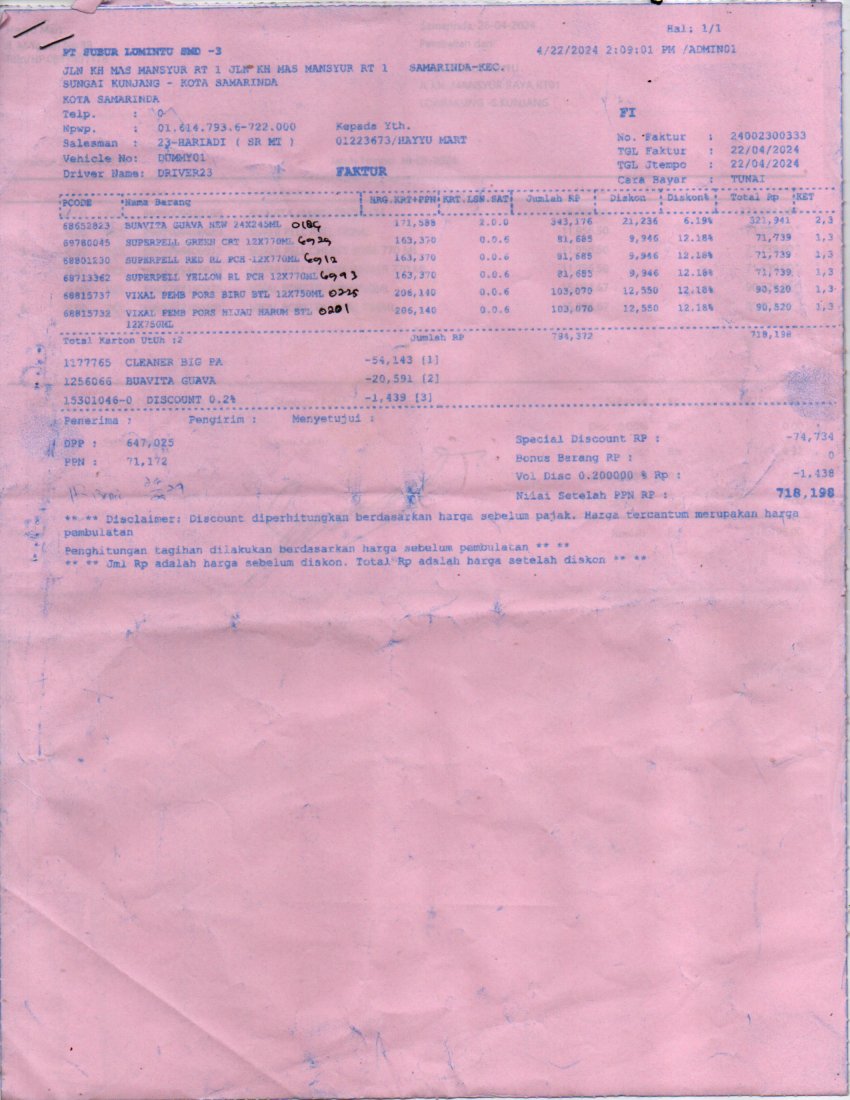 Hal: 1/1
PT SUBUR LUMINTU SMD -3
4/22/2024 2:09:01 PM /ADMIN01
JLN KH MAS MANSYUR RT 1 JLN KH MAS MANSYUR RT 1 SAMARINDA-KEC.
SUNGAI KUNJANG - KOTA SAMARINDA
KOTA SAMARINDA
Telp. : 0
FI
Npwp. : 01.614.793.6-722.000 Kepada Yth.
Salesman : 23-HARIADI ( SR MT ) 01223673/HAYYU MART No. Faktur : 24002300333
Vehicle No: DUMMY01 TGL Faktur : 22/04/2024
Driver Name: DRIVER23 FAKTUR TGL Jtempo : 22/04/2024
Cara Bayar : TUNAI
PCODE Nama Barang HRG.KRT+PPN KRT.LSN.SAT Jumlah RP Diskon Diskon% Total Rp KET
68652823 BUAVITA GUAVA NEW 24X245ML 0184 171,588 2.0.0 343,176 21,236 6.19% 321,941 2,3
69780045 SUPERPELL GREEN CRT 12X770ML 6929 163,370 0.0.6 81,685 9,946 12.18% 71,739 1,3
68801230 SUPERPELL RED RL PCH 12X770ML 6912 163,370 0.0.6 81,685 9,946 12.18% 71,739 1,3
68713362 SUPERPELL YELLOW RL PCH 12X770ML 6943 163,370 0.0.6 81,685 9,946 12.18% 71,739 1,3
68815737 VIXAL PEMB PORS BIRU BTL 12X750ML 0225 206,140 0.0.6 103,070 12,550 12.18% 90,520 1,3
68815732 VIXAL PEMB PORS HIJAU HARUM BTL 0201 206,140 0.0.6 103,070 12,550 12.18% 90,520 1,3
12X750ML
Total Karton Utuh :2 Jumlah RP 794,372 718,198
1177765 CLEANER BIG PA -54,143 [1]
1256066 BUAVITA GUAVA -20,591 [2]
15301046-0 DISCOUNT 0.2% -1,439 [3]
Penerima : Pengirim : Menyetujui :
DPP : 647,025 Special Discount RP : -74,734
Bonus Barang RP : 0
PPN : 71,172 Vol Disc 0.200000 % Rp : -1,438
Nilai Setelah PPN RP : 718,198
** ** Disclaimer: Discount diperhitungkan berdasarkan harga sebelum pajak. Harga tercantum merupakan harga
pembulatan
Penghitungan tagihan dilakukan berdasarkan harga sebelum pembulatan ** **
** ** Jml Rp adalah harga sebelum diskon. Total Rp adalah harga setelah diskon ** **